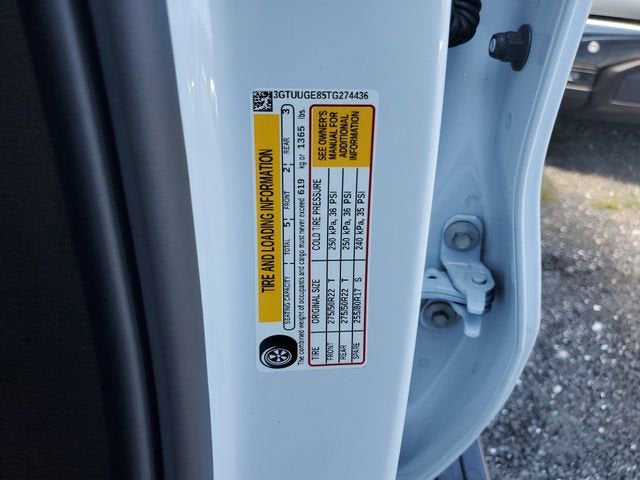 3GTUUGE85TG274436
TIRE AND LOADING INFORMATION
SEATING CAPACITY TOTAL 5 FRONT 2 REAR 3
The combined weight of occupants and cargo must never exceed 619 kg or 1365 lbs.
TIRE ORIGINAL SIZE COLD TIRE PRESSURE
FRONT 275/50R22 T 250 kPa, 36 PSI
REAR 275/50R22 T 250 kPa, 36 PSI
SPARE 255/80R17 S 240 kPa, 35 PSI
SEE OWNER'S
MANUAL FOR
ADDITIONAL
INFORMATION